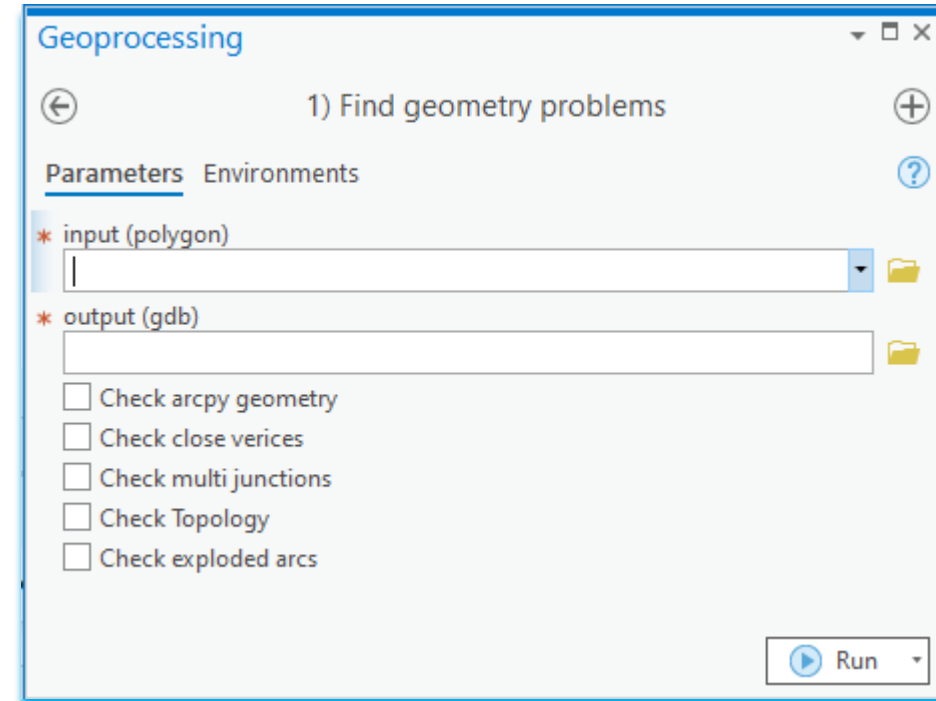 Geoprocessing
1) Find geometry problems
Parameters Environments
* input (polygon)
* output (gdb)
Check arcpy geometry
Check close verices
Check multi junctions
Check Topology
Check exploded arcs
Run